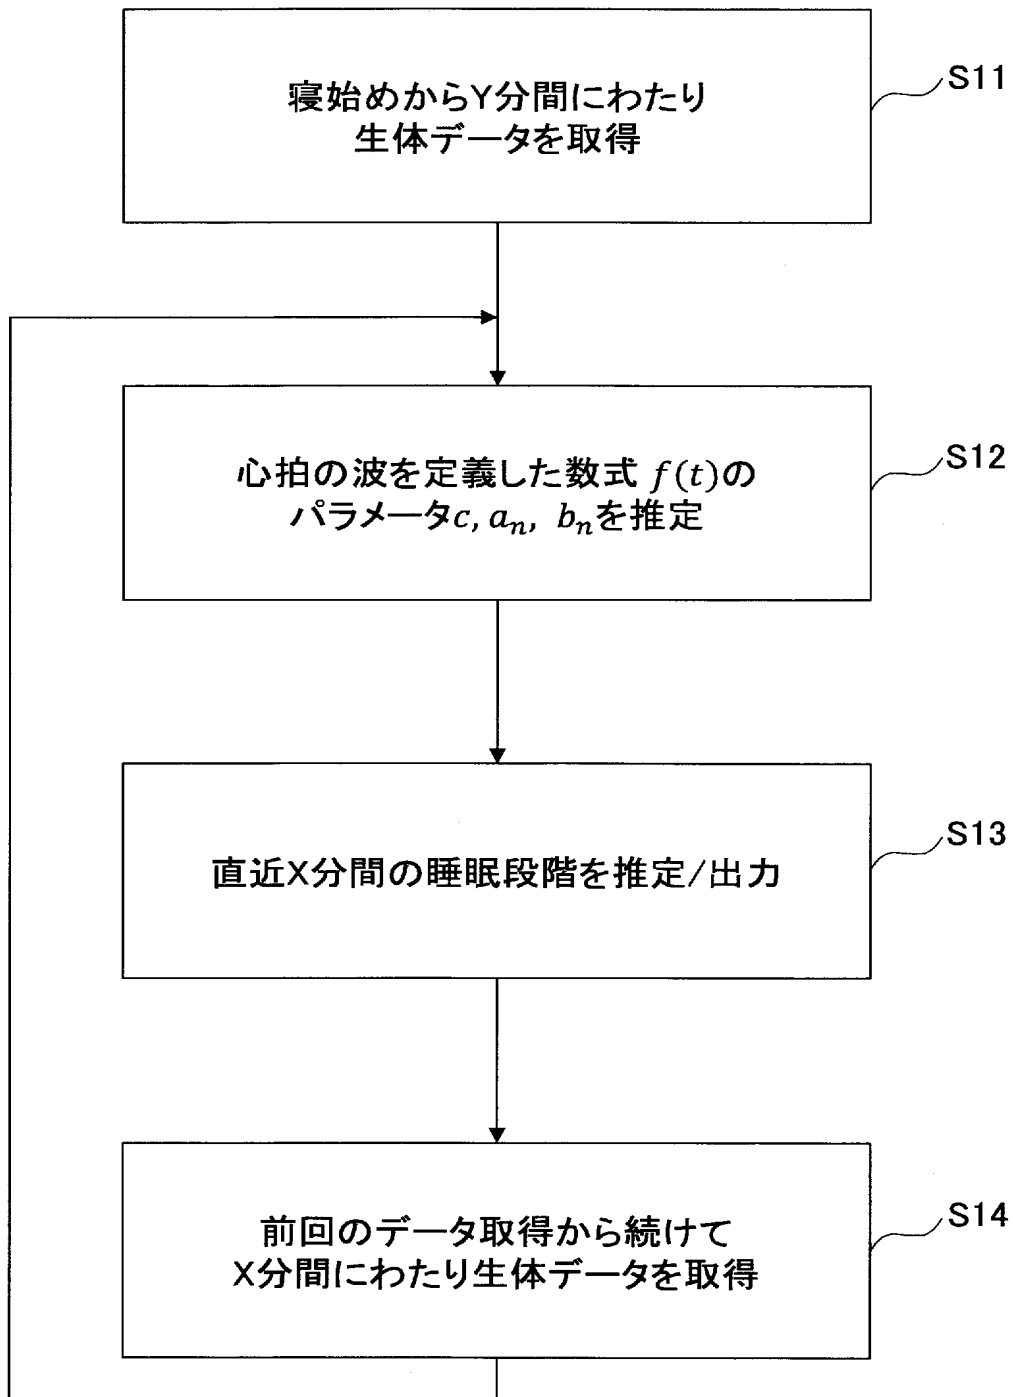 寝始めからY分間にわたり
生体データを取得
S11
心拍の波を定義した数式 f(t)の
パラメータc, aₙ, bₙを推定
S12
直近X分間の睡眠段階を推定/出力
S13
前回のデータ取得から続けて
X分間にわたり生体データを取得
S14